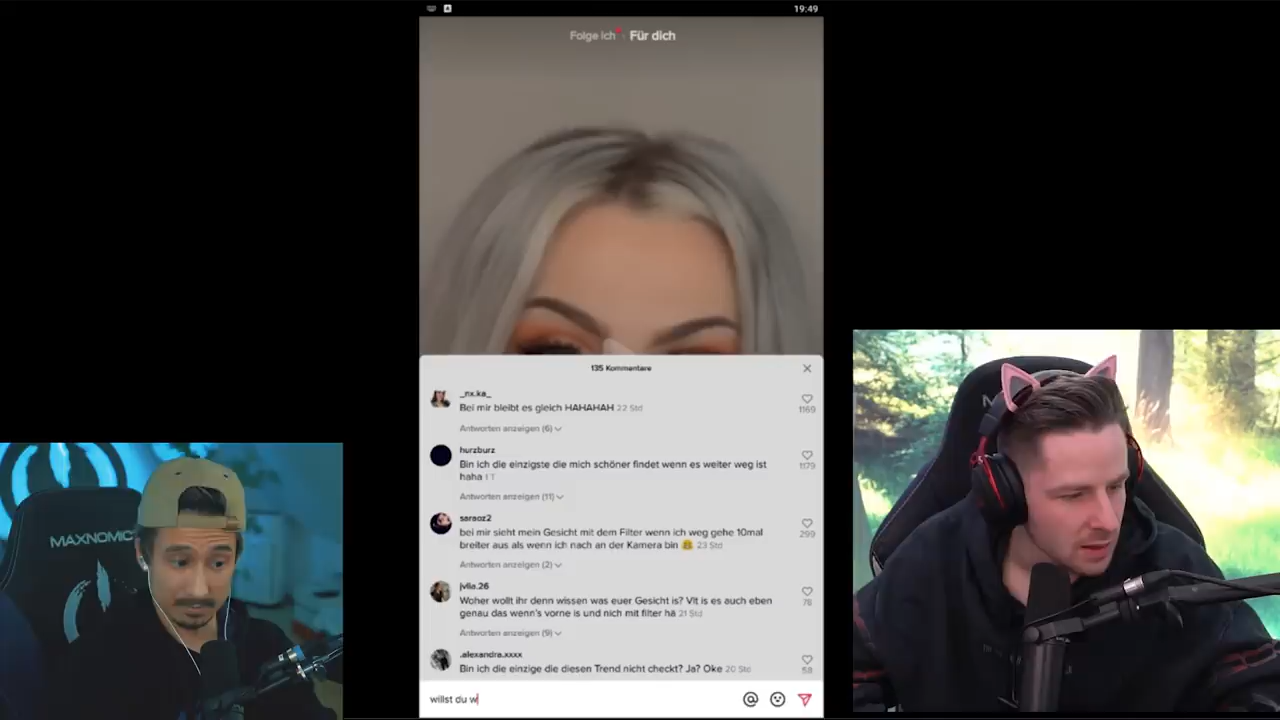 19:49
Folge ich Für dich
135 Kommentare
_nx.ka_
Bei mir bleibt es gleich HAHAHAH 22 Std
1169
Antworten anzeigen (6)
hurzburz
Bin ich die einzigste die mich schöner findet wenn es weiter weg ist
haha
1179
Antworten anzeigen (11)
saraoz2
bei mir sieht mein Gesicht mit dem Filter wenn ich weg gehe 10mal
breiter aus als wenn ich nach an der Kamera bin 23 Std
299
Antworten anzeigen (2)
jvlia.26
Woher wollt ihr denn wissen was euer Gesicht is? Vlt is es auch eben
genau das wenn's vorne is und nich mit filter hä 21 Std
78
Antworten anzeigen (9)
.alexandra.xxxx
Bin ich die einzige die diesen Trend nicht checkt? Ja? Oke 20 Std
58
willst du w
MAXNOMIC